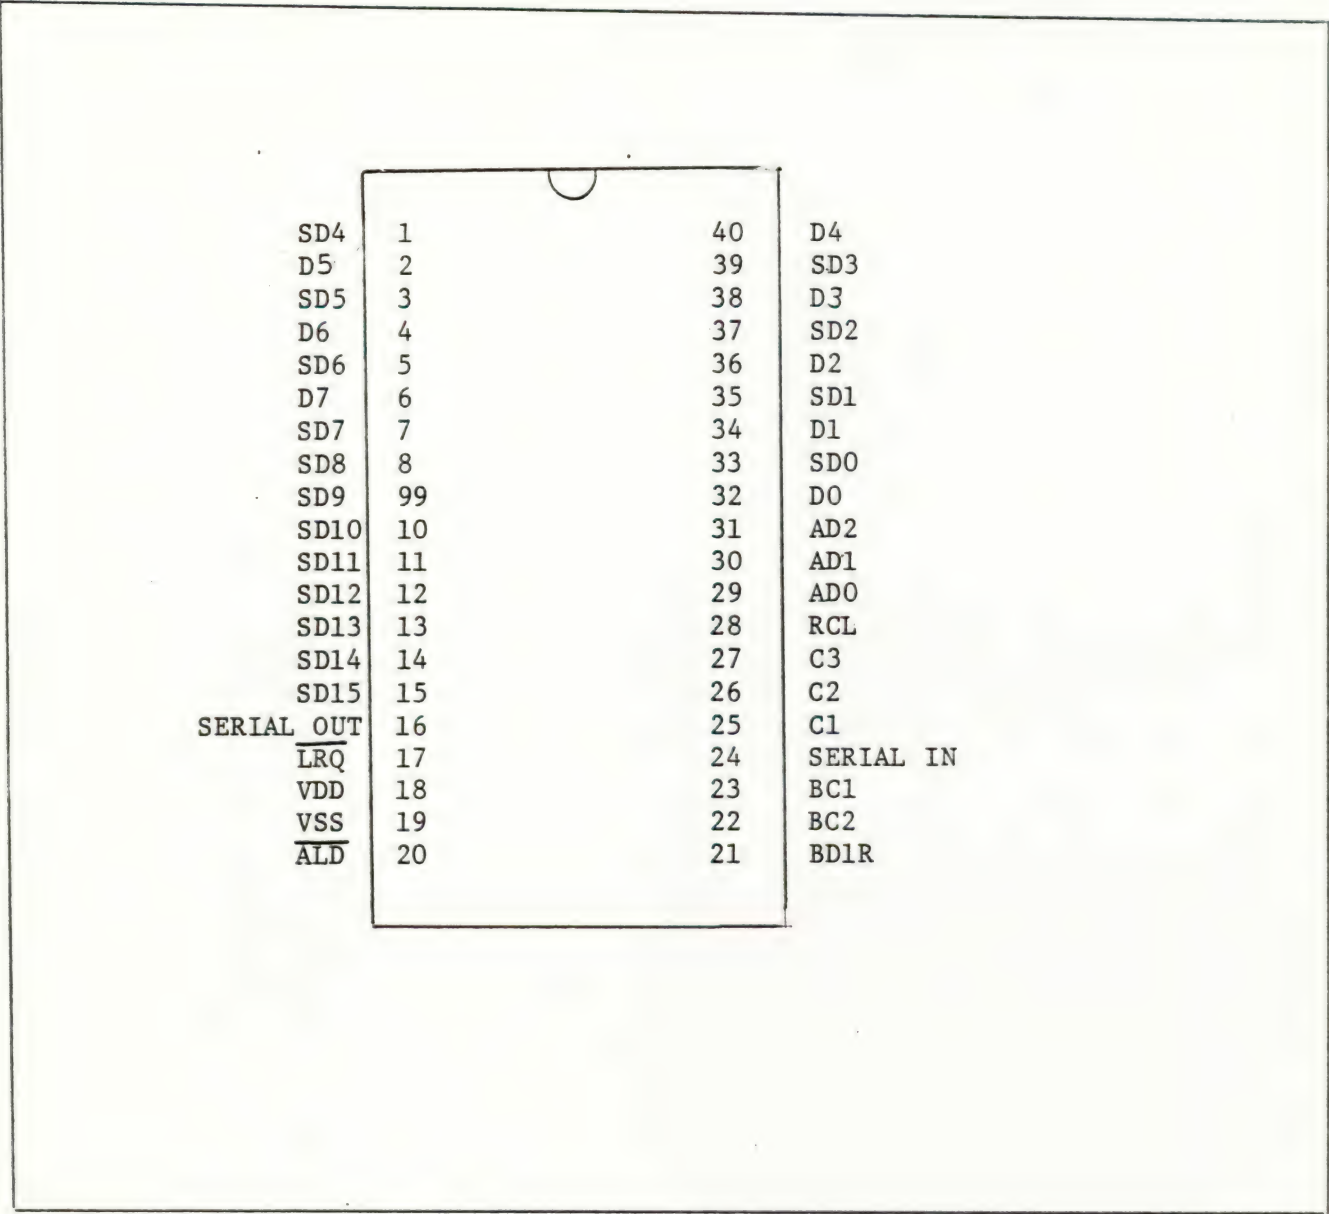 SD4 1 40 D4
D5 2 39 SD3
SD5 3 38 D3
D6 4 37 SD2
SD6 5 36 D2
D7 6 35 SD1
SD7 7 34 D1
SD8 8 33 SD0
SD9 99 32 D0
SD10 10 31 AD2
SD11 11 30 AD1
SD12 12 29 AD0
SD13 13 28 RCL
SD14 14 27 C3
SD15 15 26 C2
SERIAL OUT 16 25 C1
L̅R̅Q̅ 17 24 SERIAL IN
VDD 18 23 BC1
VSS 19 22 BC2
A̅L̅D̅ 20 21 BD1R